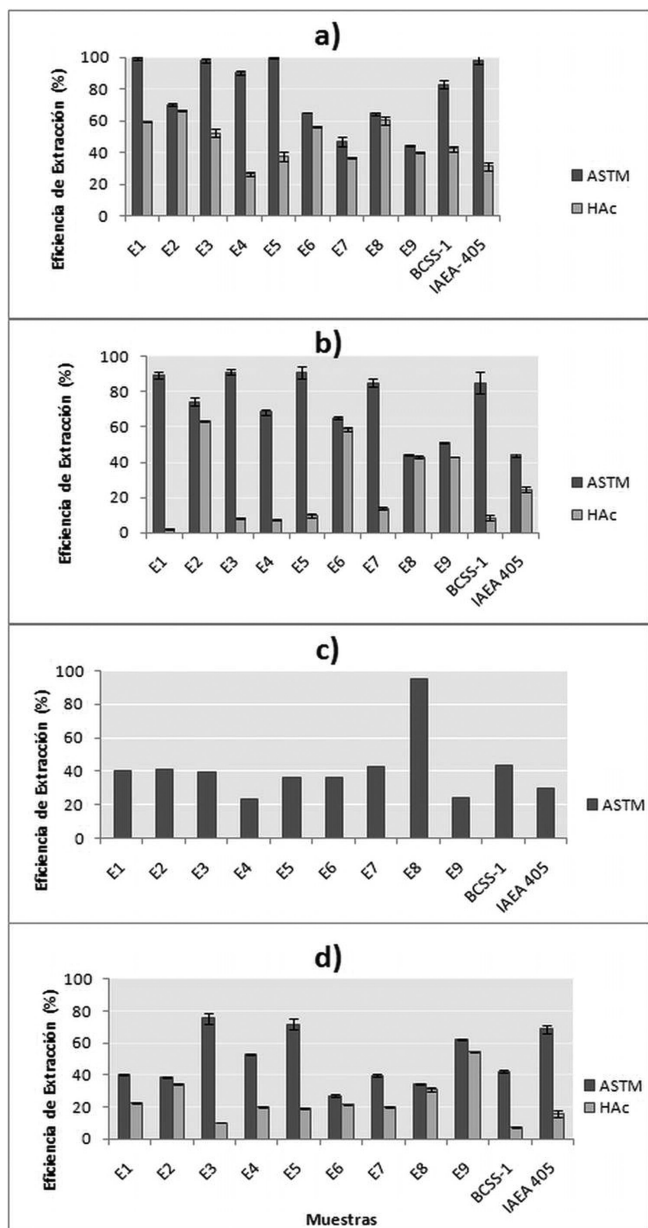 a)
Eficiencia de Extracción (%)
100
80
60
40
20
0
E1
E2
E3
E4
E5
E6
E7
E8
E9
BCSS-1
IAEA- 405
ASTM
HAc
b)
Eficiencia de Extracción (%)
100
80
60
40
20
0
E1
E2
E3
E4
E5
E6
E7
E8
E9
BCSS-1
IAEA 405
ASTM
HAc
c)
Eficiencia de Extracción (%)
100
80
60
40
20
0
E1
E2
E3
E4
E5
E6
E7
E8
E9
BCSS-1
IAEA 405
ASTM
d)
Eficiencia de Extracción (%)
100
80
60
40
20
0
E1
E2
E3
E4
E5
E6
E7
E8
E9
BCSS-1
IAEA 405
ASTM
HAc
Muestras